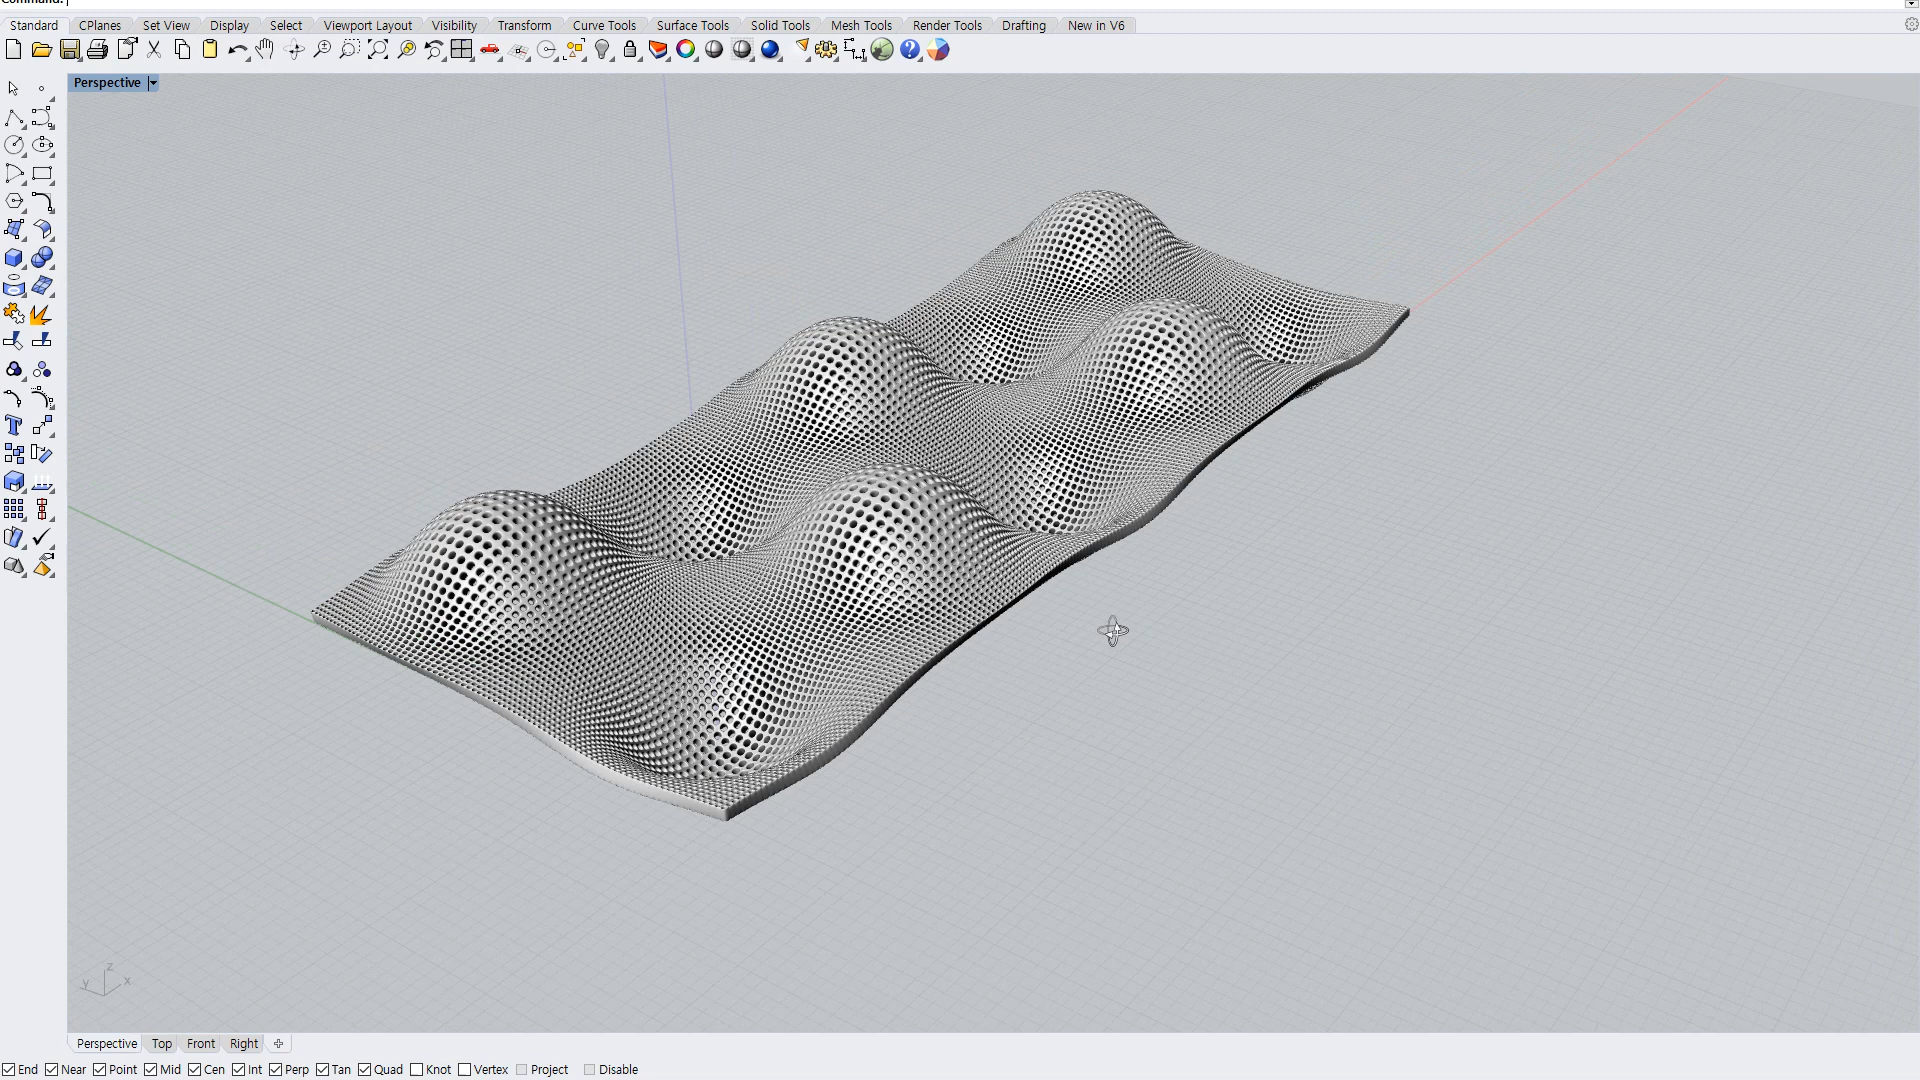 Command:
Standard CPlanes Set View Display Select Viewport Layout Visibility Transform Curve Tools Surface Tools Solid Tools Mesh Tools Render Tools Drafting New in V6
Perspective
z
y x
Perspective Top Front Right
End Near Point Mid Cen Int Perp Tan Quad Knot Vertex Project Disable